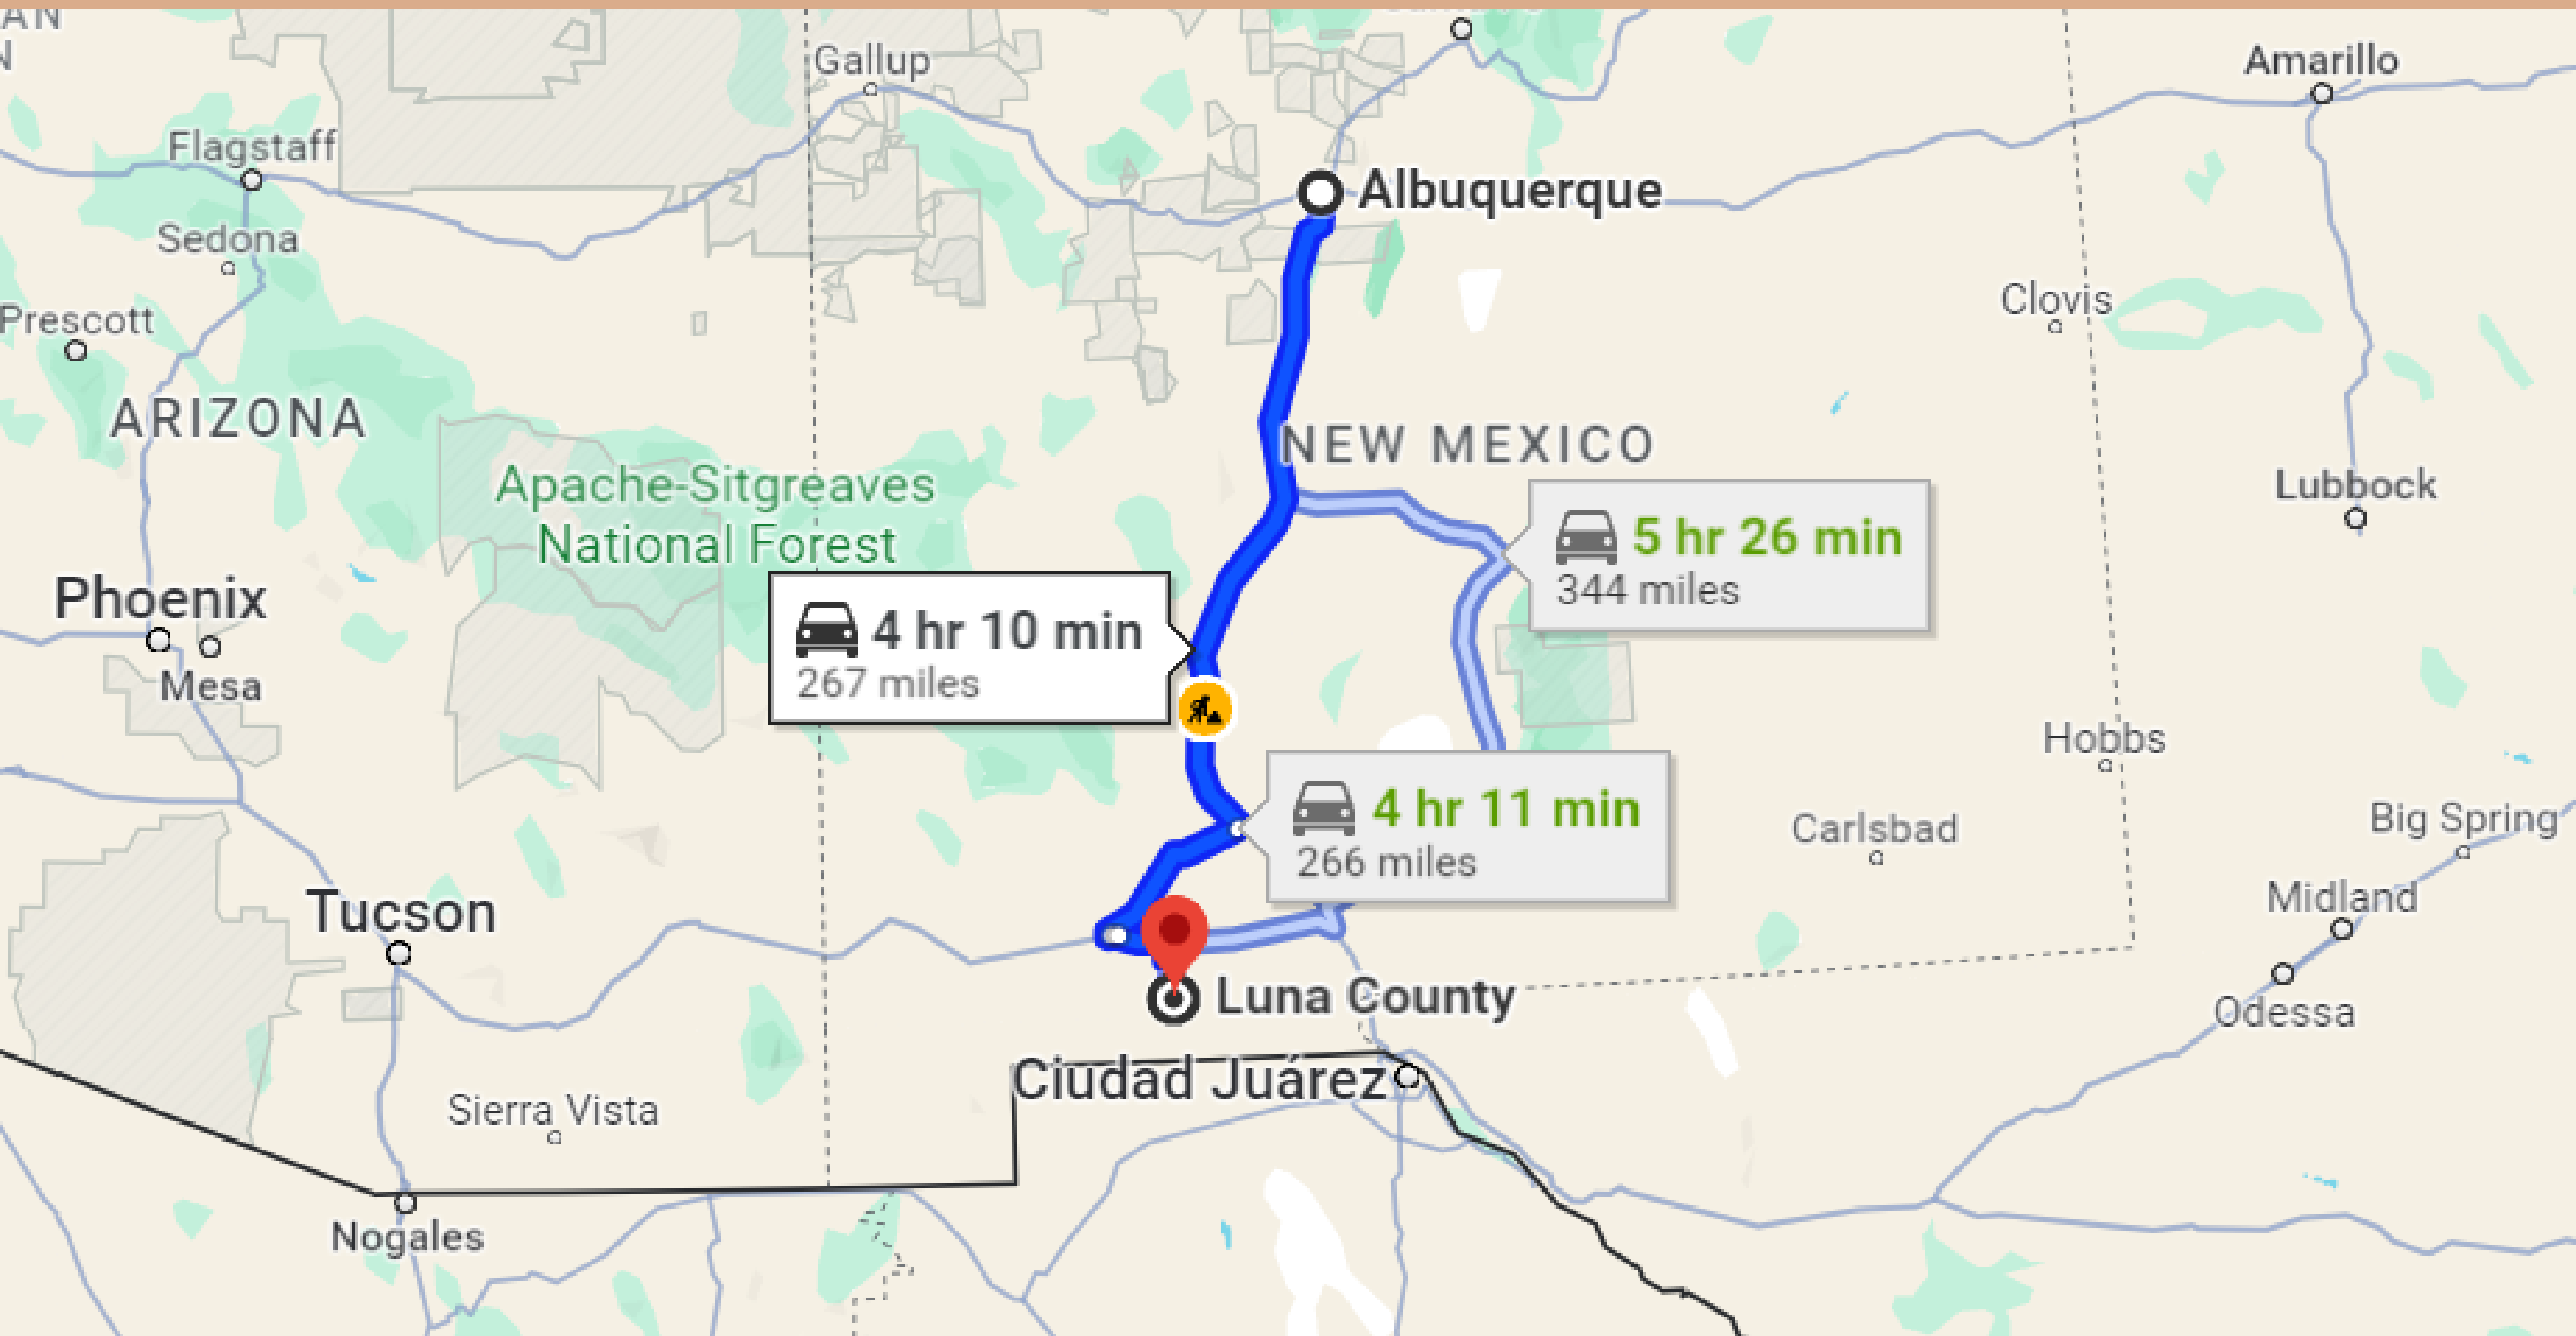 AN
N
Gallup
Amarillo
Flagstaff
Albuquerque
Sedona
Clovis
Prescott
ARIZONA
NEW MEXICO
Apache-Sitgreaves
National Forest
Lubbock
5 hr 26 min
344 miles
Phoenix
4 hr 10 min
267 miles
Mesa
Hobbs
4 hr 11 min
266 miles
Carlsbad
Big Spring
Midland
Tucson
Luna County
Odessa
Ciudad Juárez
Sierra Vista
Nogales